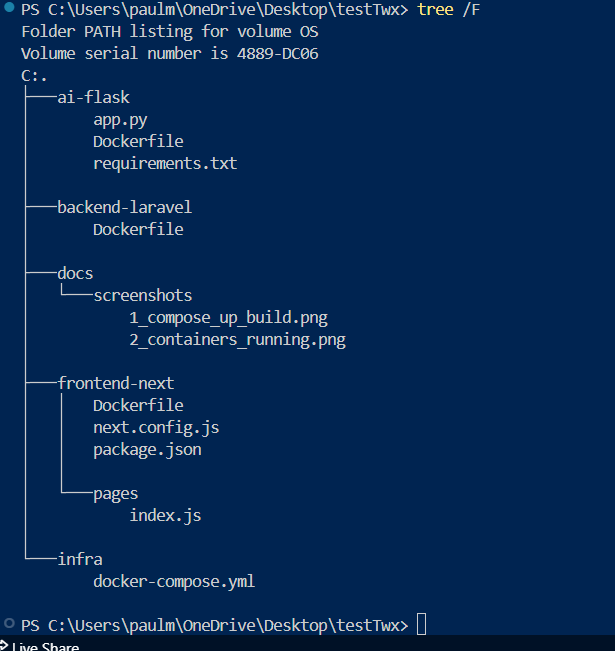 PS C:\Users\paulm\OneDrive\Desktop\testTwx> tree /F
Folder PATH listing for volume OS
Volume serial number is 4889-DC06
C:.
├───ai-flask
│       app.py
│       Dockerfile
│       requirements.txt
│
├───backend-laravel
│       Dockerfile
│
├───docs
│   └───screenshots
│           1_compose_up_build.png
│           2_containers_running.png
│
├───frontend-next
│   │   Dockerfile
│   │   next.config.js
│   │   package.json
│   │
│   └───pages
│           index.js
│
└───infra
        docker-compose.yml

PS C:\Users\paulm\OneDrive\Desktop\testTwx>
Live Share